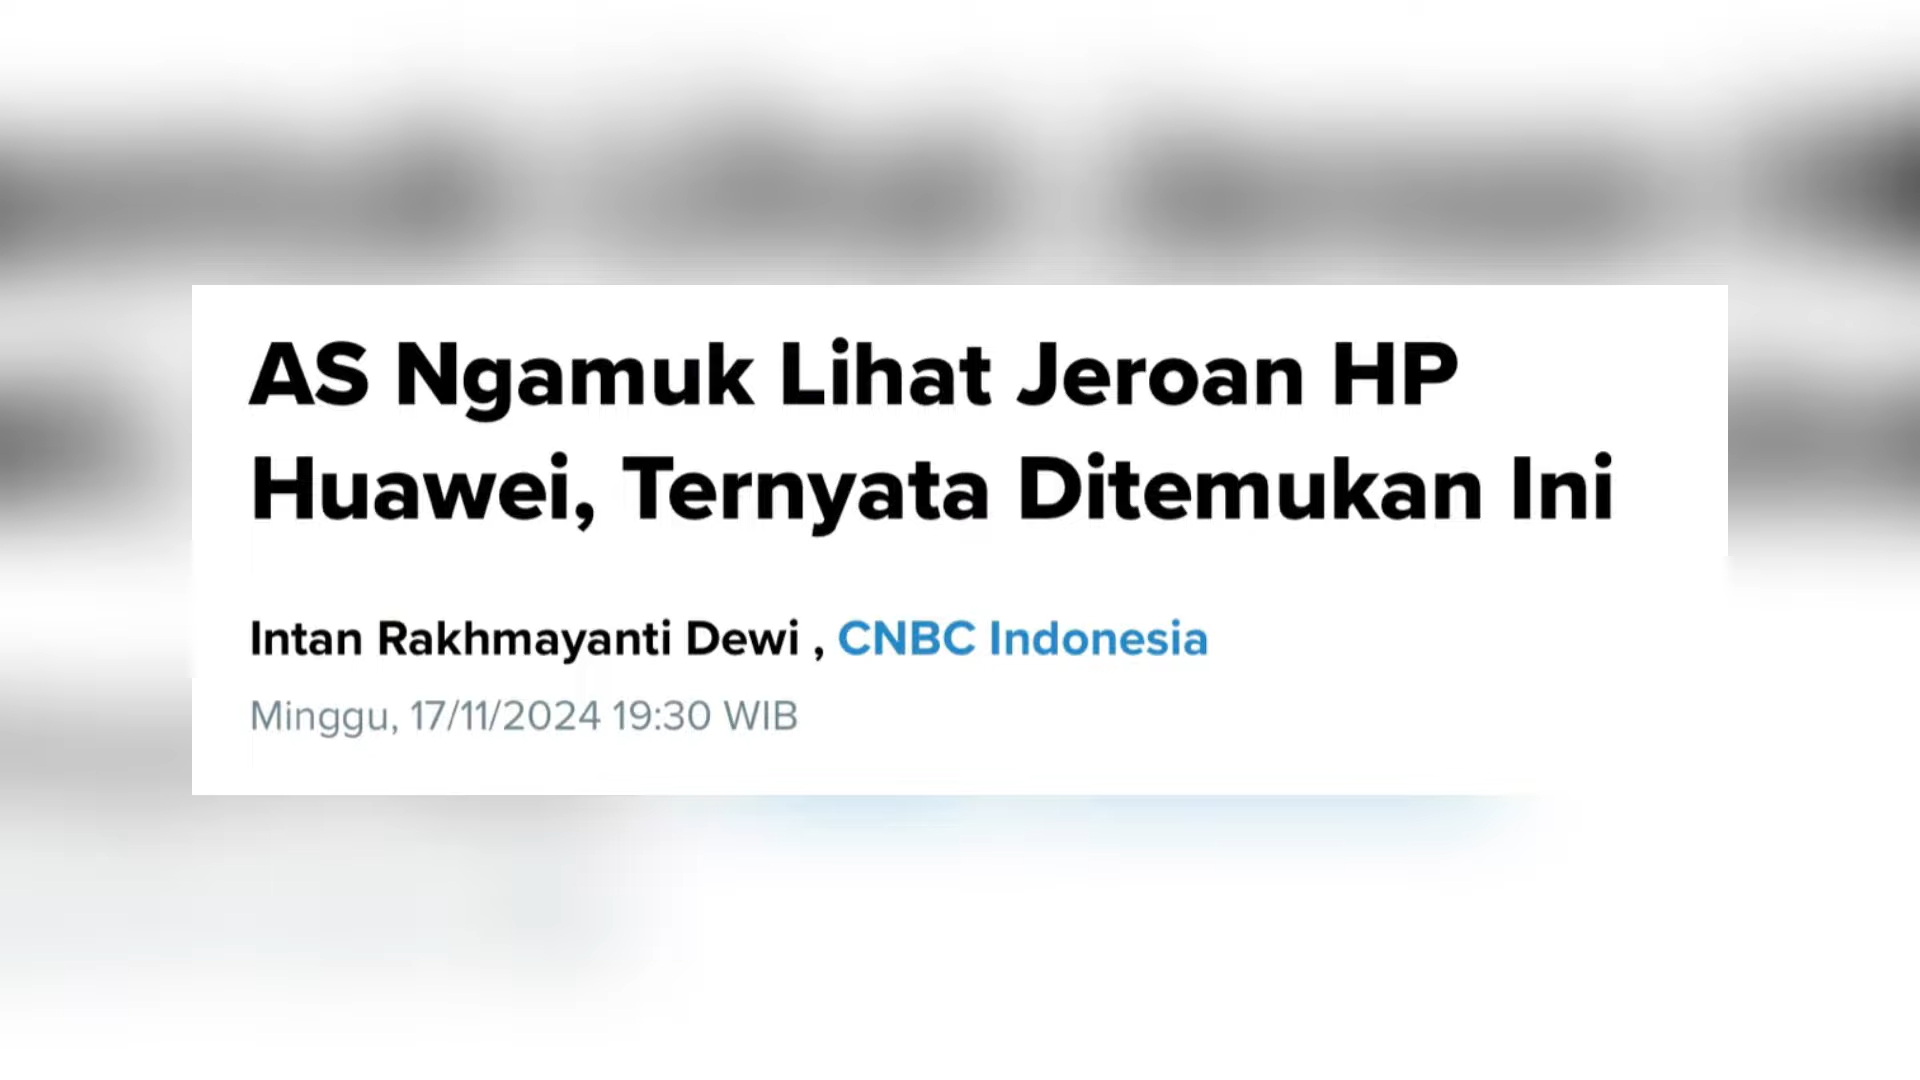 AS Ngamuk Lihat Jeroan HP
Huawei, Ternyata Ditemukan Ini
Intan Rakhmayanti Dewi , CNBC Indonesia
Minggu, 17/11/2024 19:30 WIB